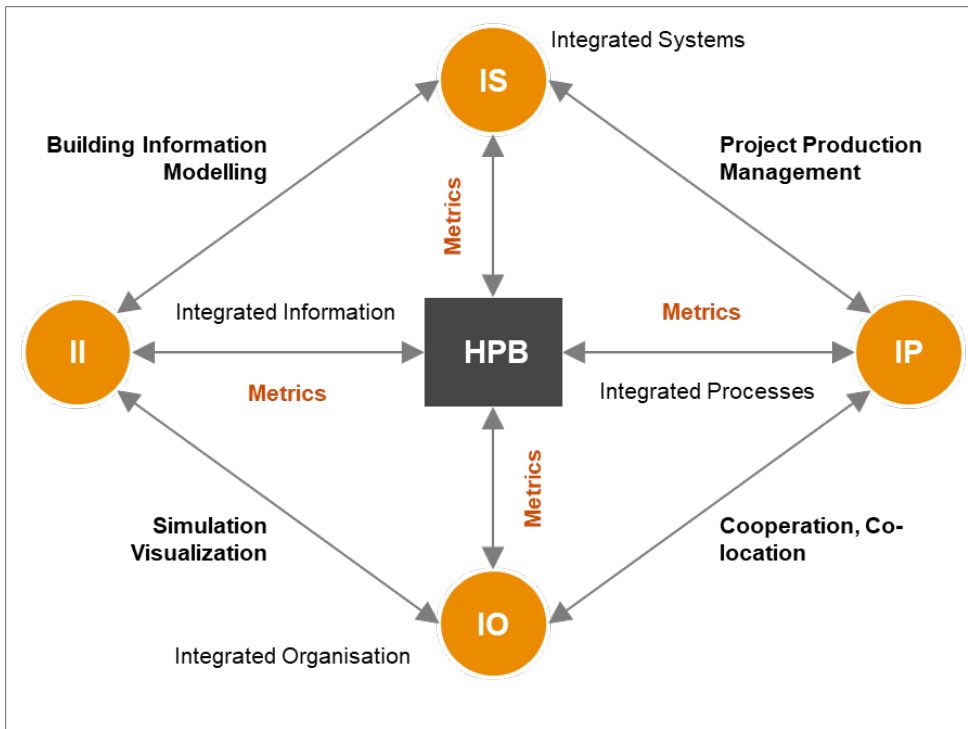 IS
Integrated Systems
Building Information
Modelling
Project Production
Management
Metrics
Integrated Information
Metrics
II
HPB
IP
Metrics
Integrated Processes
Metrics
Simulation
Visualization
Cooperation, Co-
location
IO
Integrated Organisation